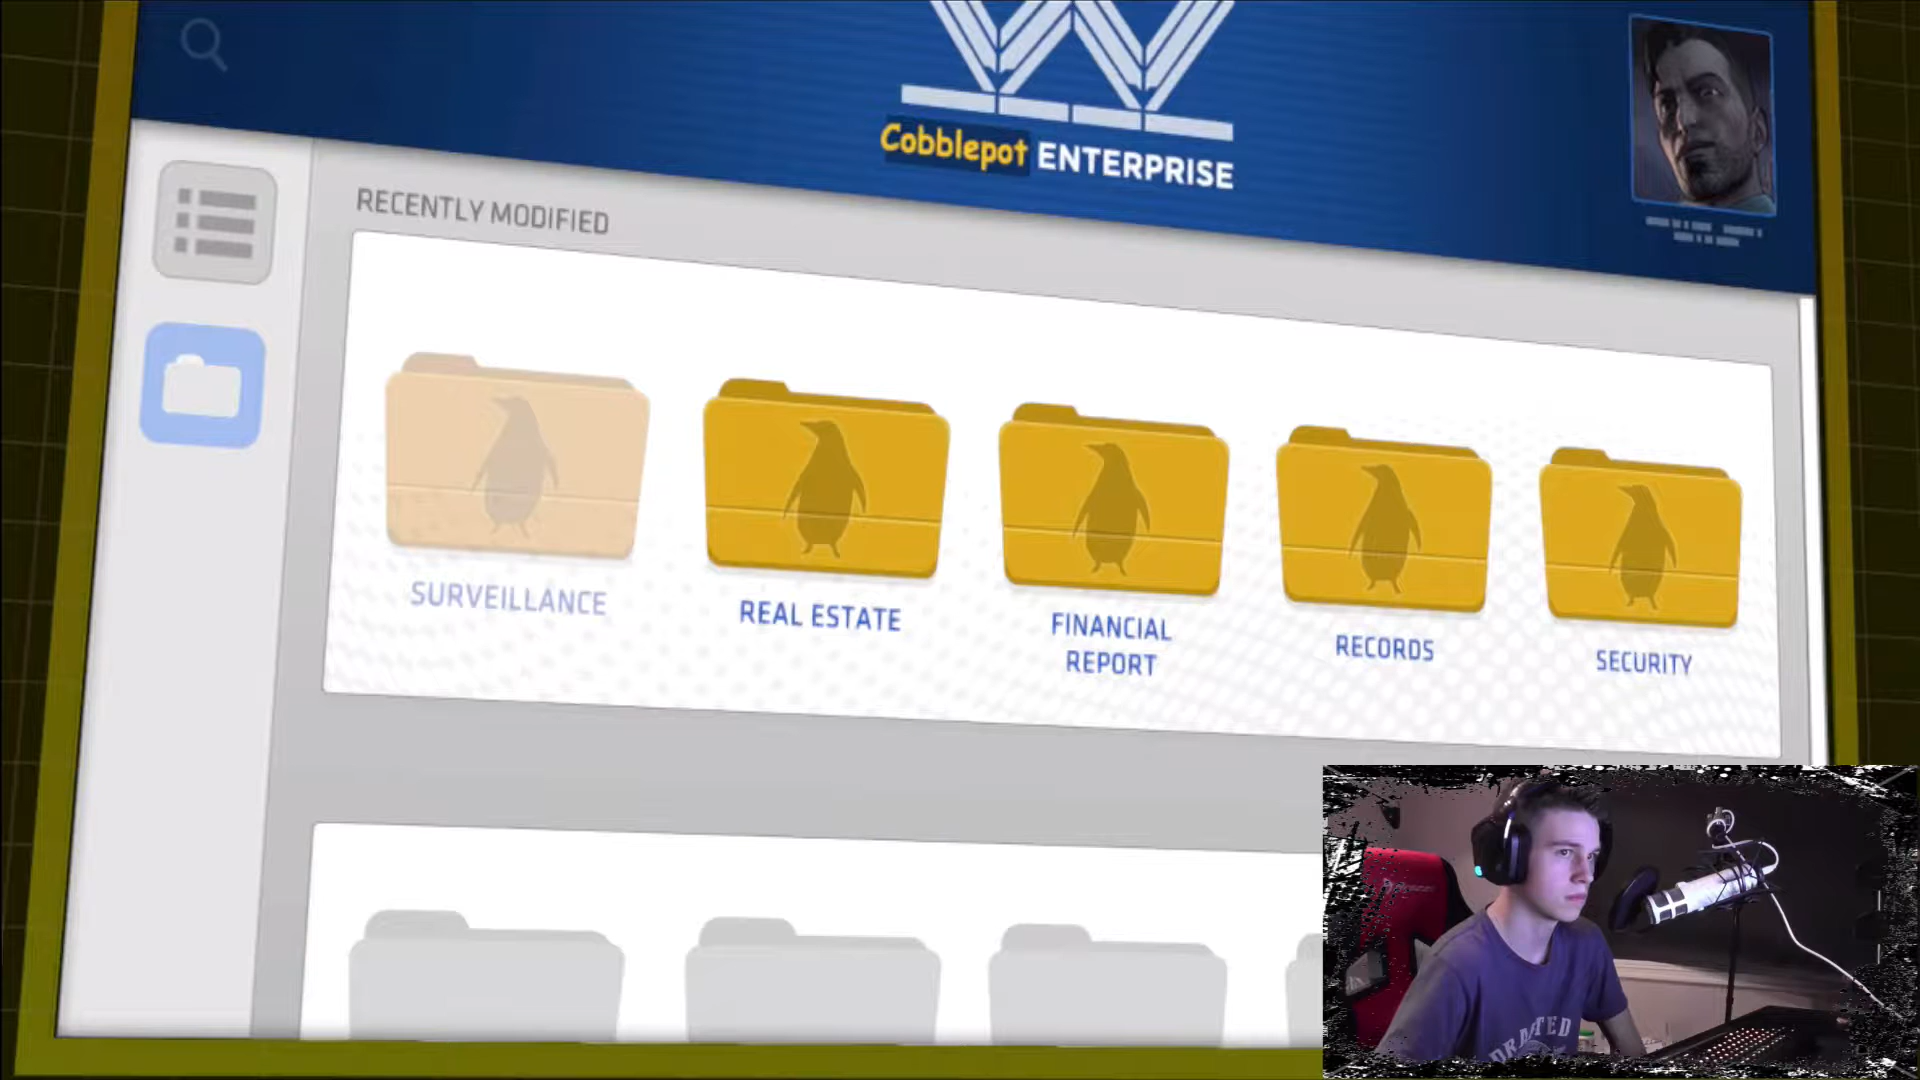 Cobblepot ENTERPRISE
RECENTLY MODIFIED
SURVEILLANCE
REAL ESTATE
FINANCIAL
REPORT
RECORDS
SECURITY